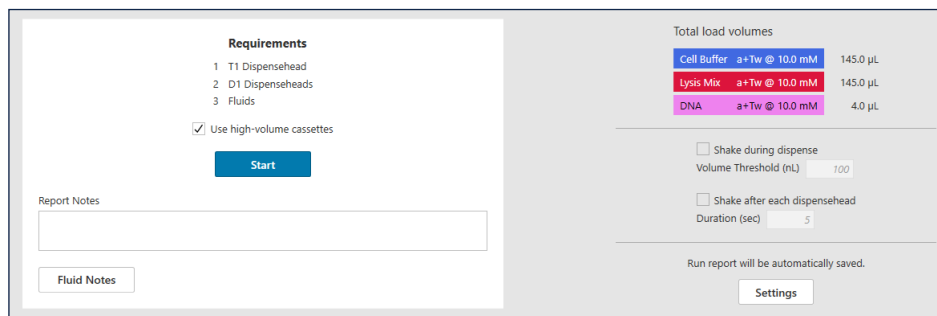 Requirements
1 T1 Dispensehead
2 D1 Dispenseheads
3 Fluids
Use high-volume cassettes
Start
Report Notes
Fluid Notes
Total load volumes
Cell Buffer a+Tw @ 10.0 mM 145.0 µL
Lysis Mix a+Tw @ 10.0 mM 145.0 µL
DNA a+Tw @ 10.0 mM 4.0 µL
Shake during dispense
Volume Threshold (nL) 100
Shake after each dispensehead
Duration (sec) 5
Run report will be automatically saved.
Settings